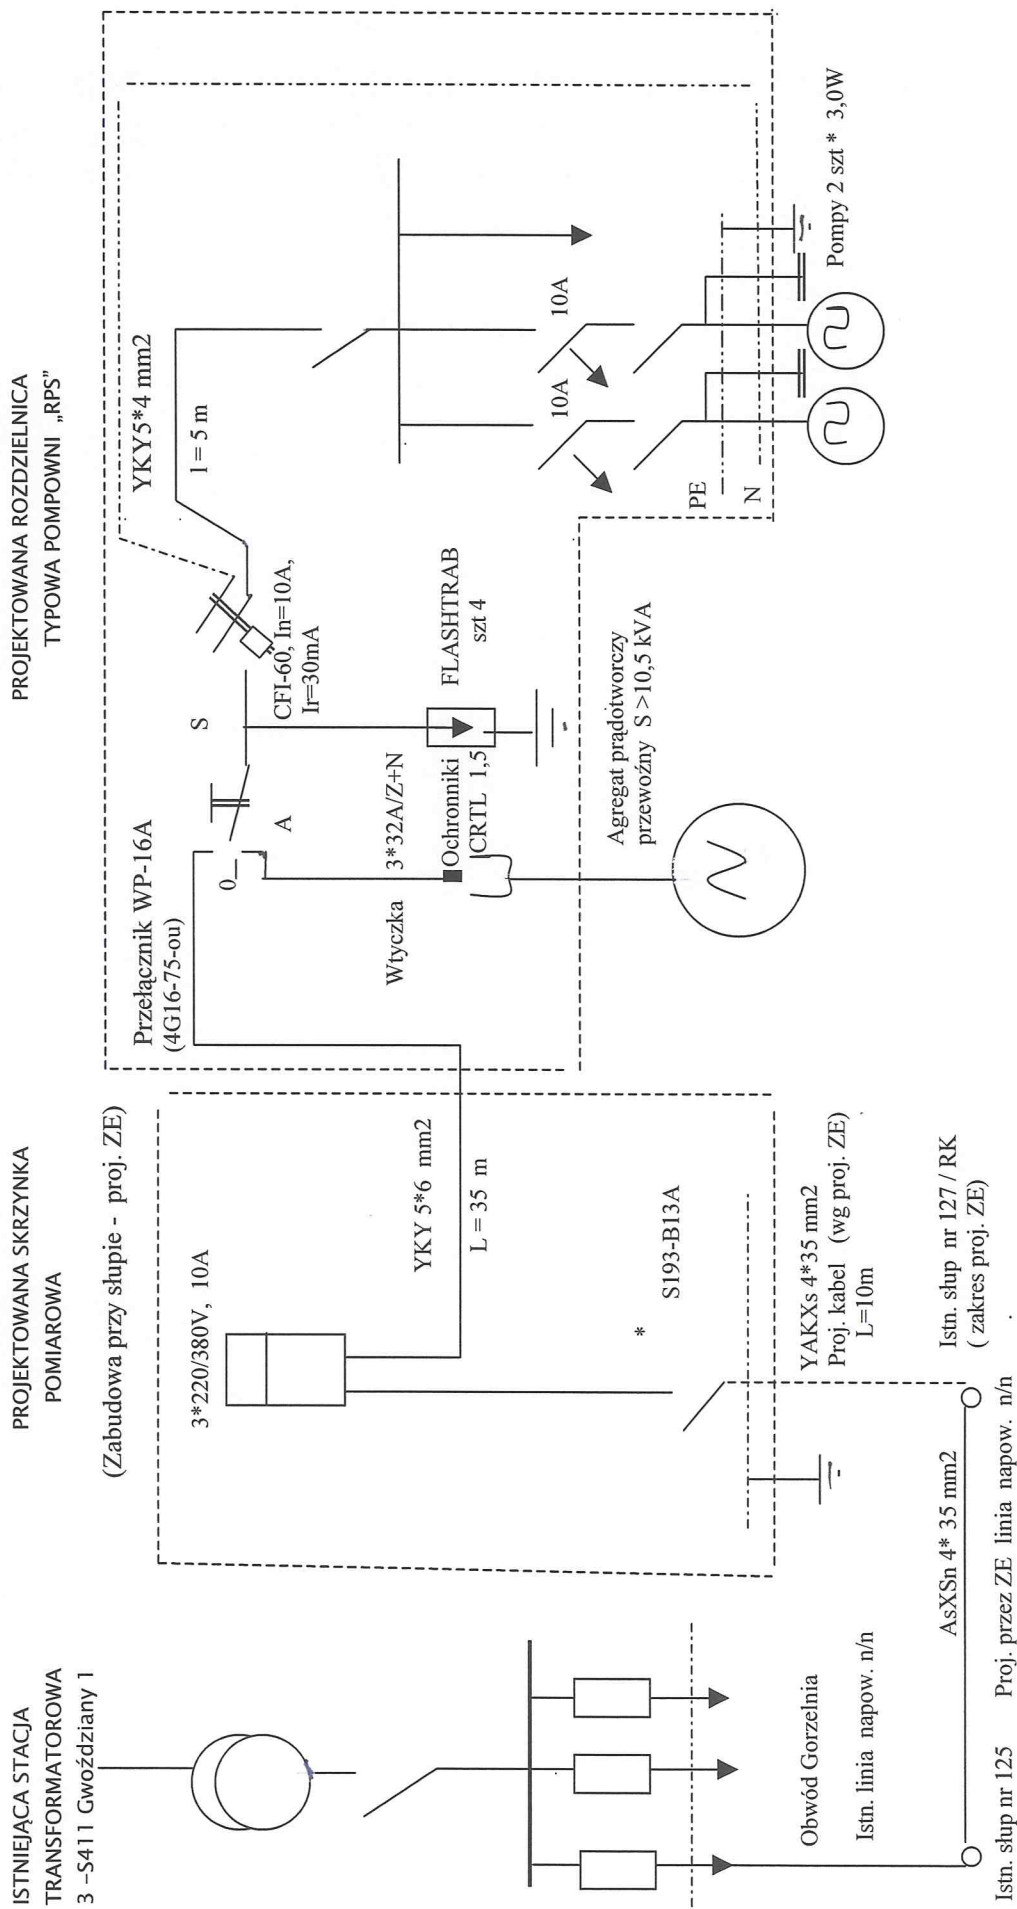 ISTNIEJĄCA STACJA
TRANSFORMATOROWA
3 –S411 Gwoździany 1
Obwód Gorzelnia
Istn. linia napow. n/n
Istn. słup nr 125
Proj. przez ZE linia napow. n/n
AsXSn 4* 35 mm2
PROJEKTOWANA SKRZYNKA
POMIAROWA
(Zabudowa przy słupie - proj. ZE)
3*220/380V, 10A
YKY 5*6 mm2
L = 35 m
*
S193-B13A
YAKXs 4*35 mm2
Proj. kabel (wg proj. ZE)
L=10m
Istn. słup nr 127 / RK
( zakres proj. ZE)
PROJEKTOWANA ROZDZIELNICA
TYPOWA POMPOWNI „RPS”
Przełącznik WP-16A
(4G16-75-ou)
0
A
S
Wtyczka
3*32A/Z+N
Ochronniki
CRTL 1,5
FLASHTRAB
szt 4
CFI-60, In=10A,
Ir=30mA
YKY5*4 mm2
l = 5 m
10A
10A
PE
N
Agregat prądotworczy
przewoźny S >10,5 kVA
Pompy 2 szt * 3,0W